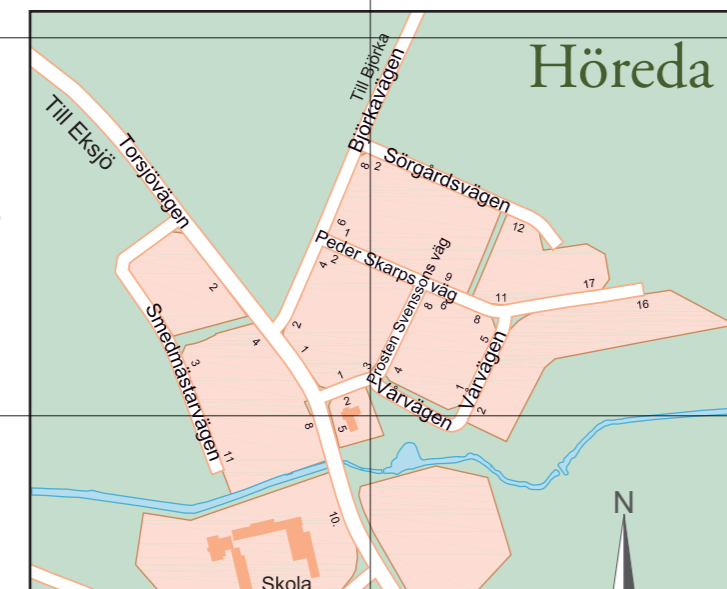 Höreda
Till Björka
Björkavägen
Till Eksjö
Torsjövägen
Sörgårdsvägen
8
2
12
6
1
Peder Skarps väg
4
2
Prosten Svenssons väg
9
17
11
16
8
6
8
5
2
2
1
4
3
Smedmästarvägen
3
1
4
1
2
Vårvägen
Vårvägen
2
8
5
11
10.
N
Skola